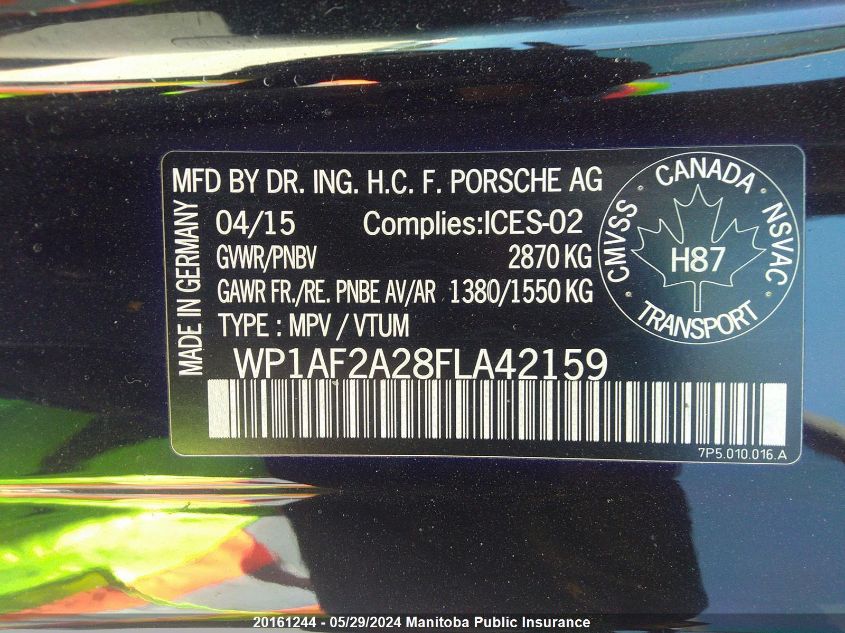 MFD BY DR. ING. H.C. F. PORSCHE AG
MADE IN GERMANY
04/15 Complies:ICES-02
GVWR/PNBV 2870 KG
GAWR FR./RE. PNBE AV/AR 1380/1550 KG
TYPE : MPV / VTUM
WP1AF2A28FLA42159
CANADA
CMVSS NSVAC
H87
TRANSPORT
7P5.010.016.A
20161244 - 05/29/2024 Manitoba Public Insurance